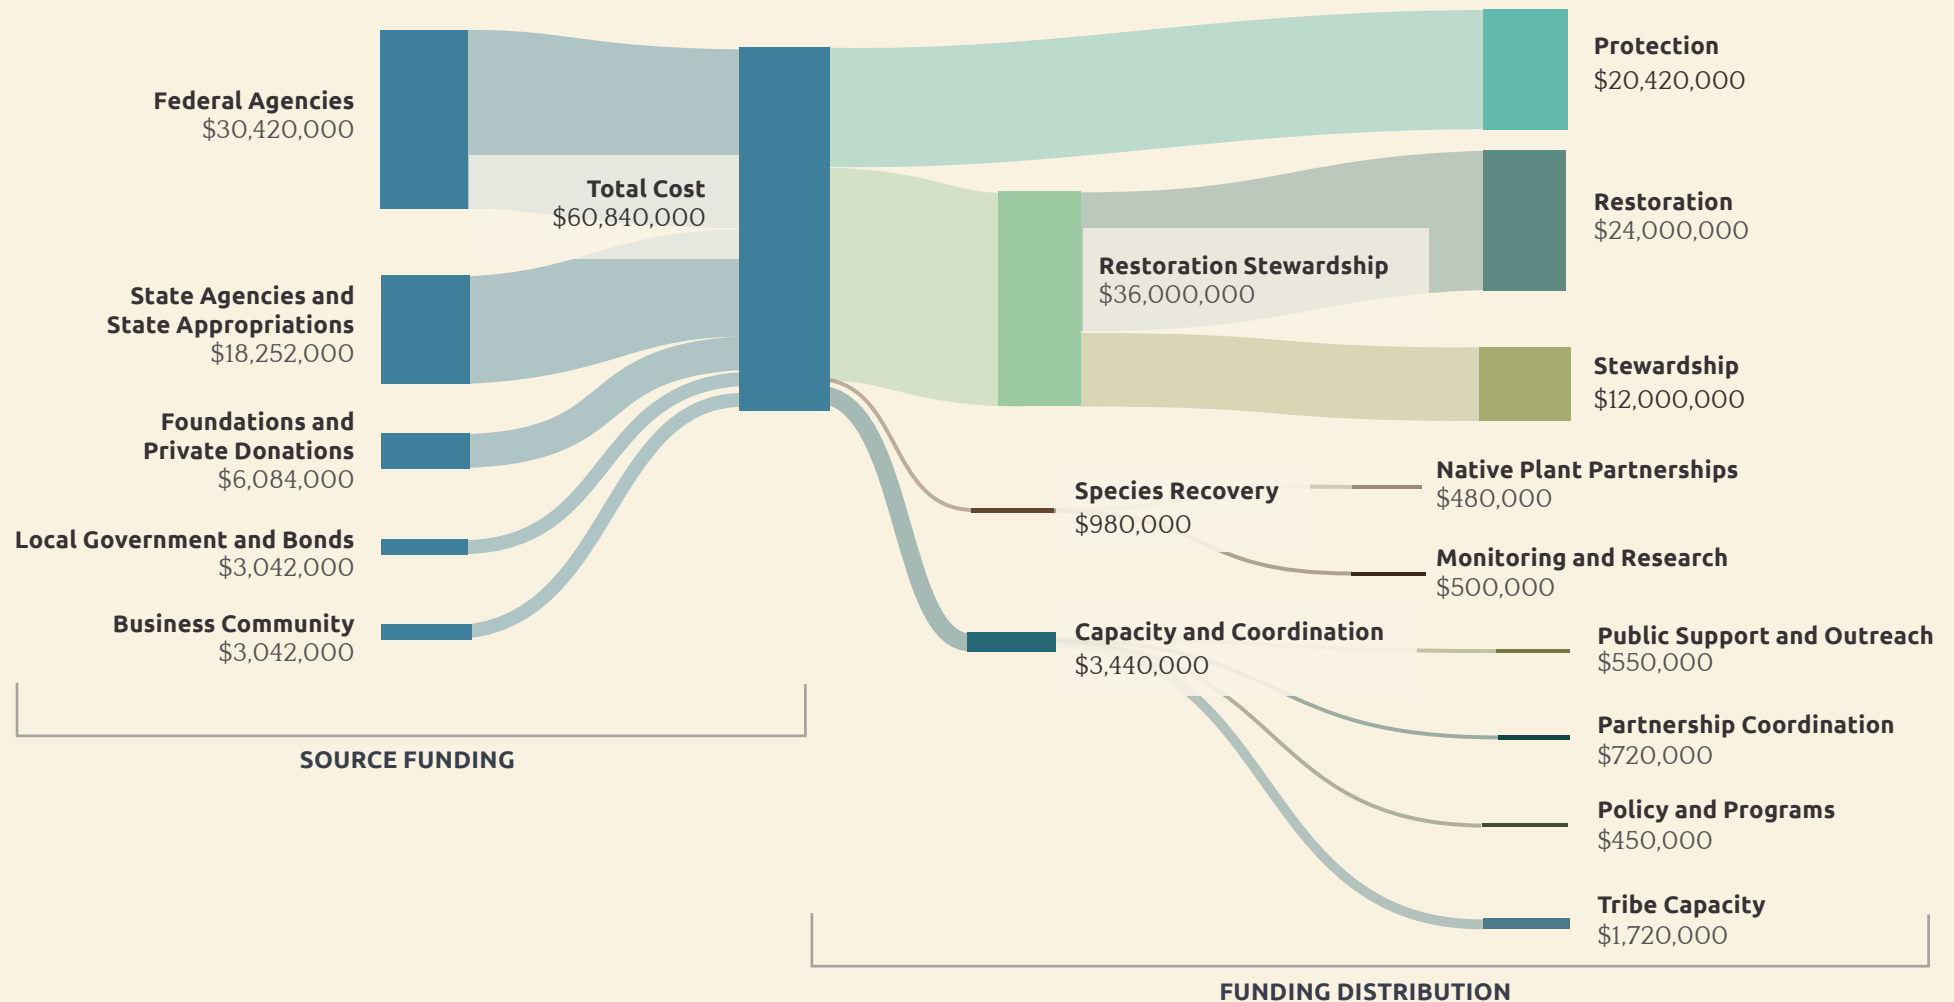 Federal Agencies
$30,420,000
State Agencies and
State Appropriations
$18,252,000
Foundations and
Private Donations
$6,084,000
Local Government and Bonds
$3,042,000
Business Community
$3,042,000
SOURCE FUNDING
Total Cost
$60,840,000
Protection
$20,420,000
Restoration Stewardship
$36,000,000
Restoration
$24,000,000
Stewardship
$12,000,000
Species Recovery
$980,000
Native Plant Partnerships
$480,000
Monitoring and Research
$500,000
Capacity and Coordination
$3,440,000
Public Support and Outreach
$550,000
Partnership Coordination
$720,000
Policy and Programs
$450,000
Tribe Capacity
$1,720,000
FUNDING DISTRIBUTION